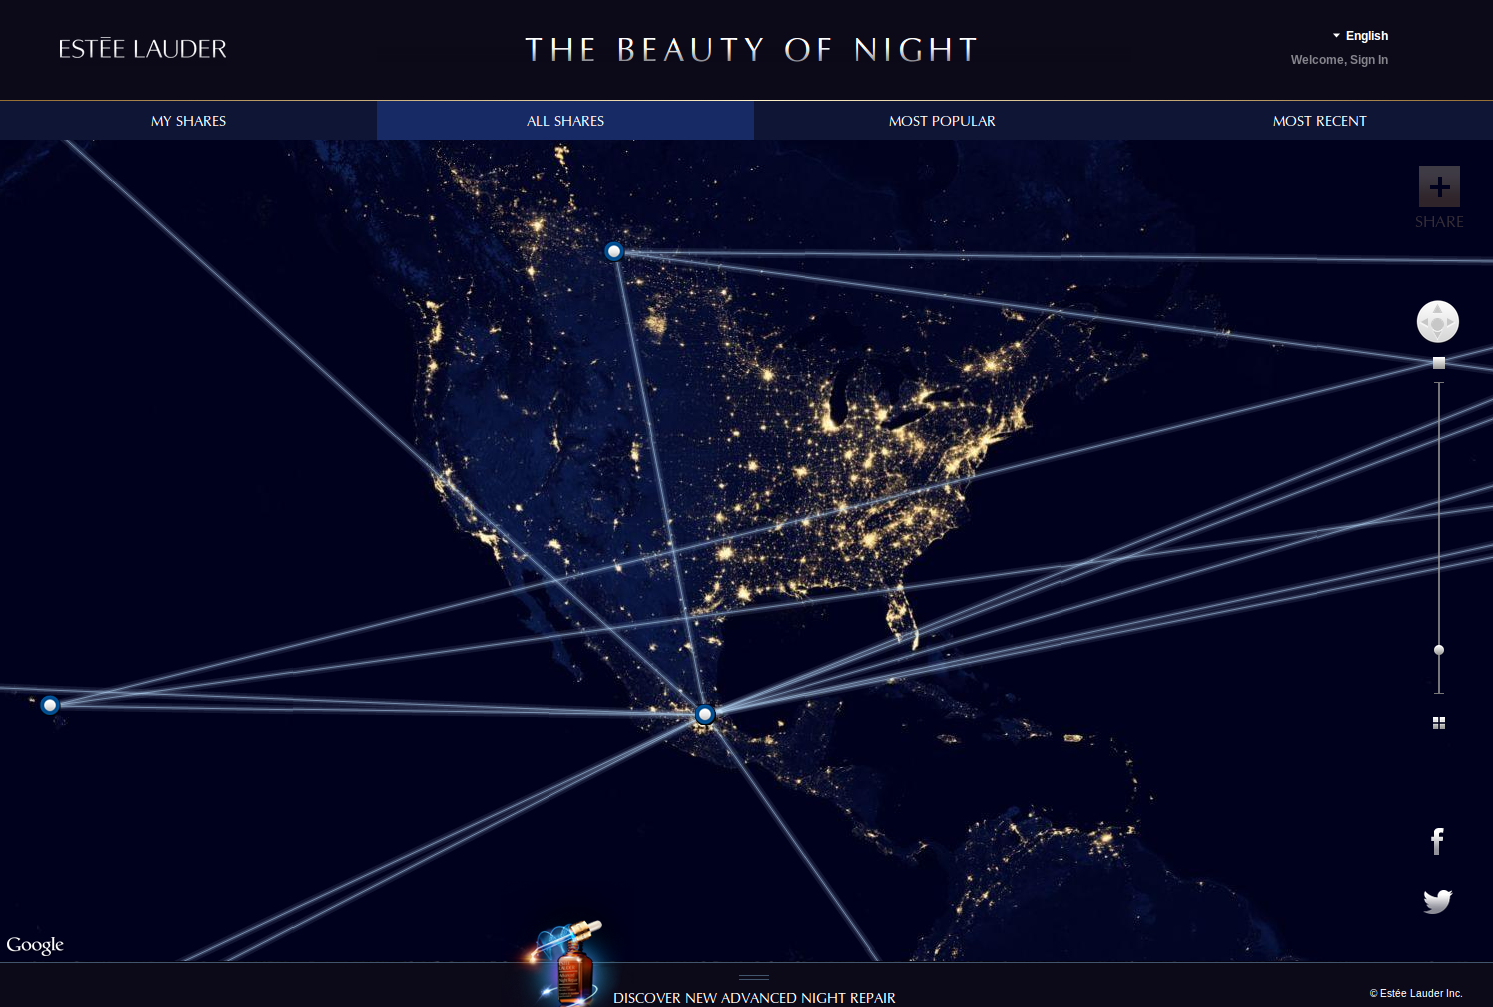 ESTĒE LAUDER
THE BEAUTY OF NIGHT
English
Welcome, Sign In
MY SHARES
ALL SHARES
MOST POPULAR
MOST RECENT
SHARE
Google
DISCOVER NEW ADVANCED NIGHT REPAIR
© Estée Lauder Inc.